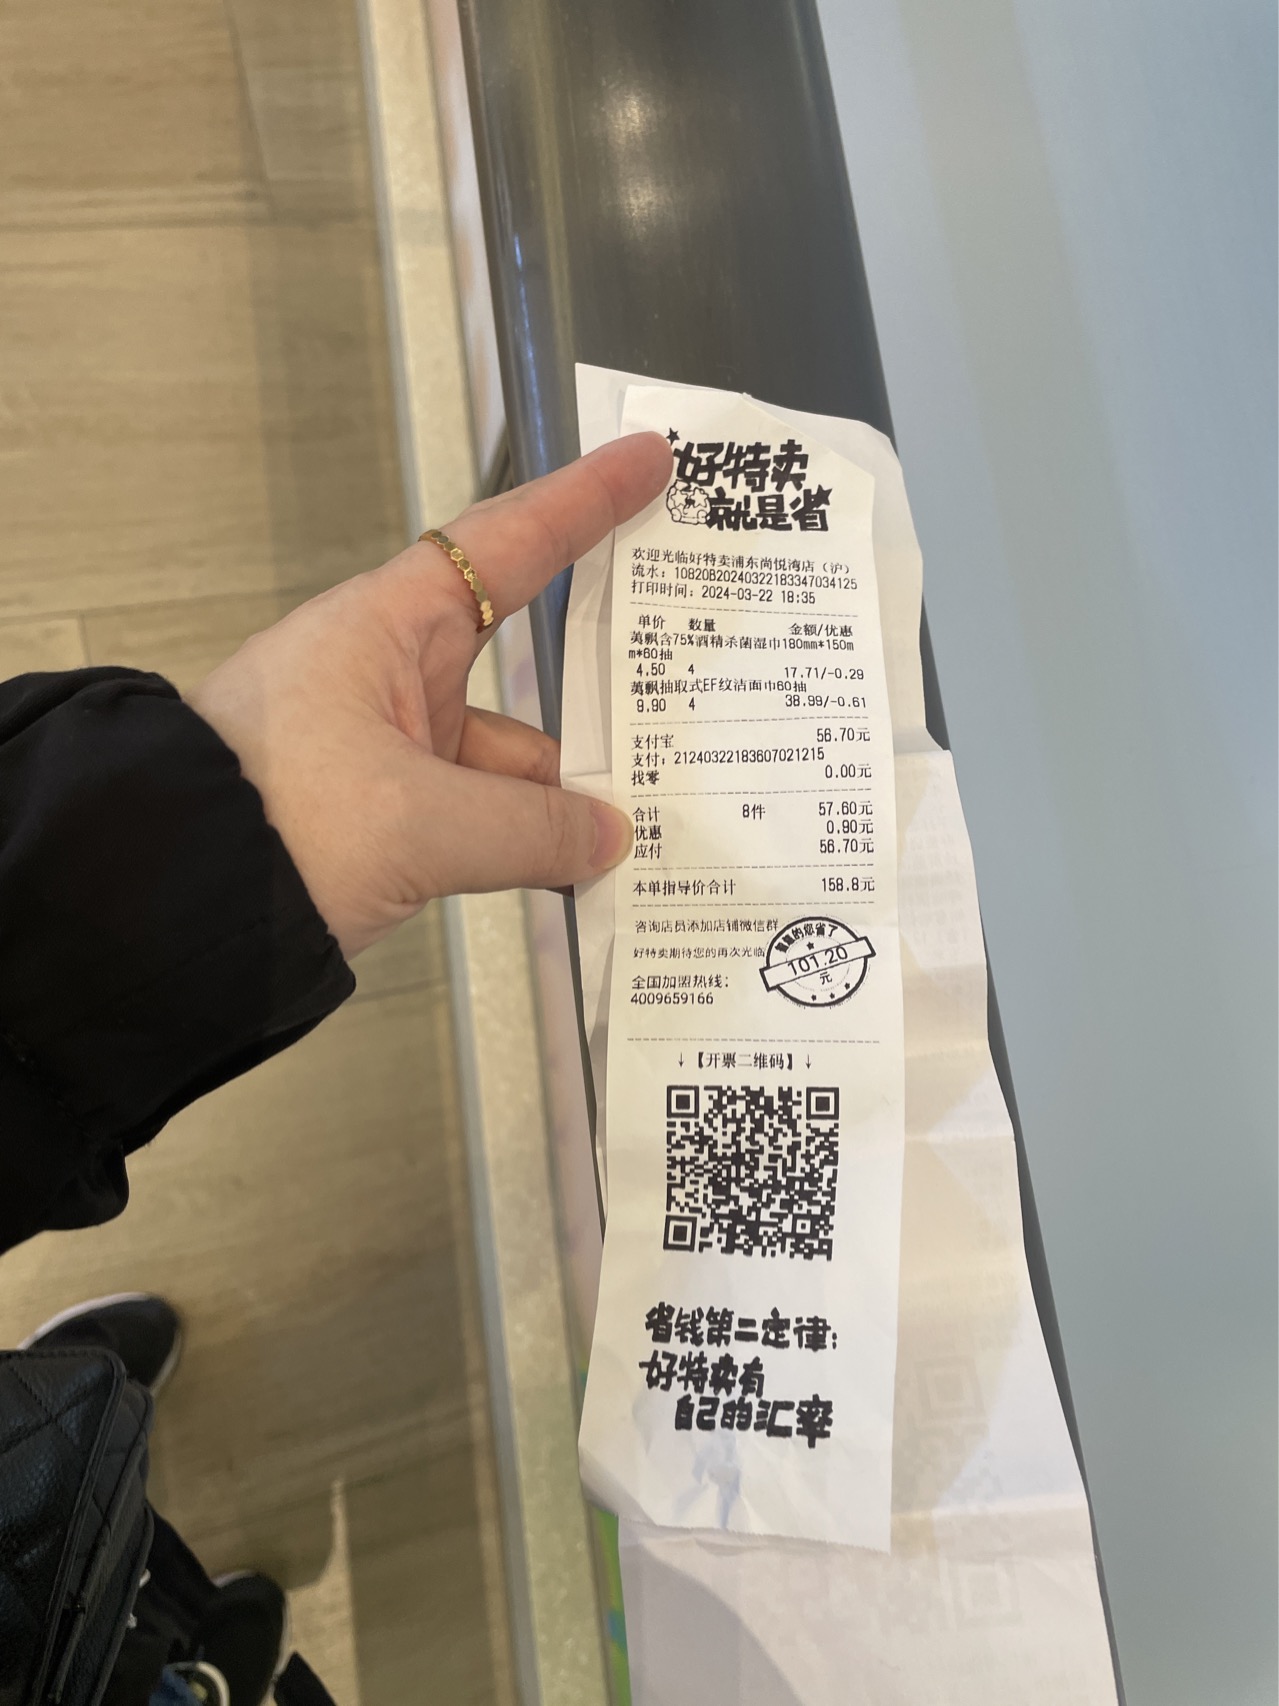 好特卖
就是省
欢迎光临好特卖浦东尚悦湾店（沪）
流水：10820B20240322183347034125
打印时间：2024-03-22 18:35
单价 数量 金额/优惠
英飘含75%酒精杀菌湿巾180mm*150m
m*60抽
4.50 4 17.71/-0.29
英飘抽取式EF纹洁面巾60抽
9.90 4 38.99/-0.61
支付宝 56.70元
支付：21240322183607021215
找零 0.00元
合计 8件 57.60元
优惠 0.90元
应付 56.70元
本单指导价合计 158.8元
咨询店员添加店铺微信群
好特卖期待您的再次光临
的您省了
101.20
元
全国加盟热线：
4009659166
↓【开票二维码】↓
省钱第二定律：
好特卖有
自己的汇率